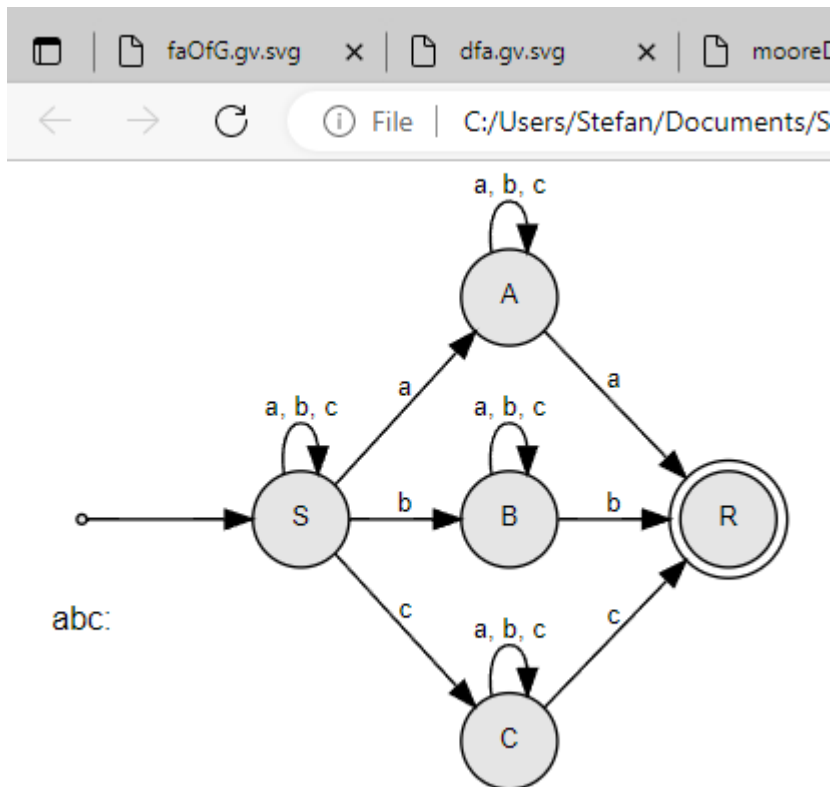 faOfG.gv.svg
dfa.gv.svg
mooreD
File
C:/Users/Stefan/Documents/S
a, b, c
A
a
a
a, b, c
a, b, c
S
b
B
b
R
abc:
c
c
a, b, c
C